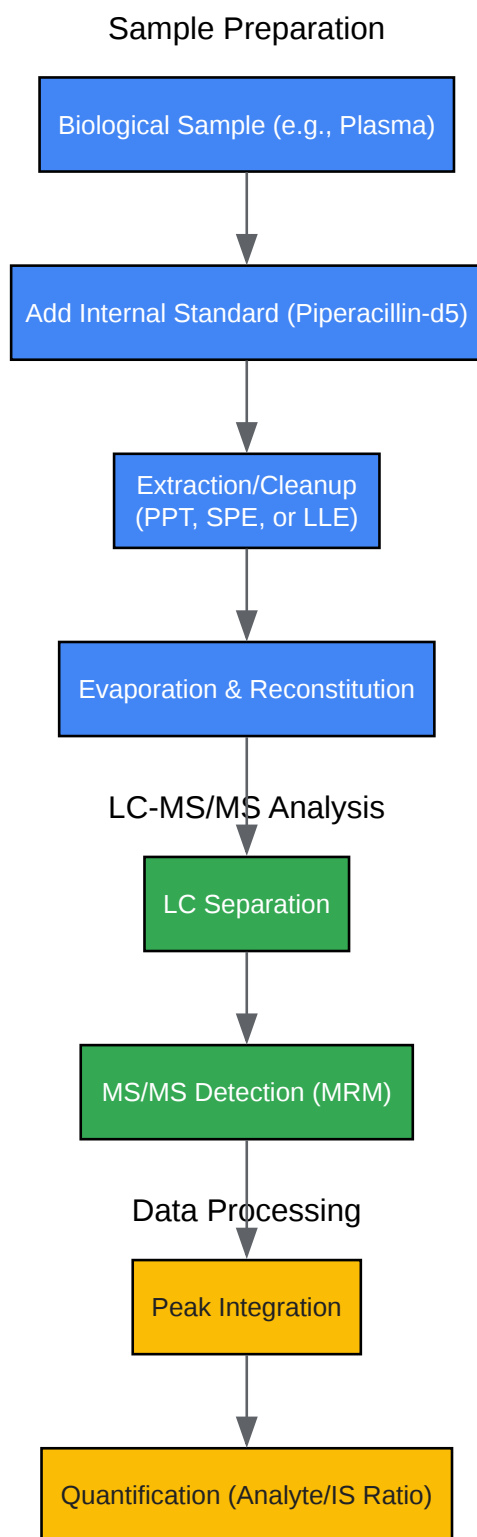 Sample Preparation
Biological Sample (e.g., Plasma)
Add Internal Standard (Piperacillin-d5)
Extraction/Cleanup
(PPT, SPE, or LLE)
Evaporation & Reconstitution
LC-MS/MS Analysis
LC Separation
MS/MS Detection (MRM)
Data Processing
Peak Integration
Quantification (Analyte/IS Ratio)